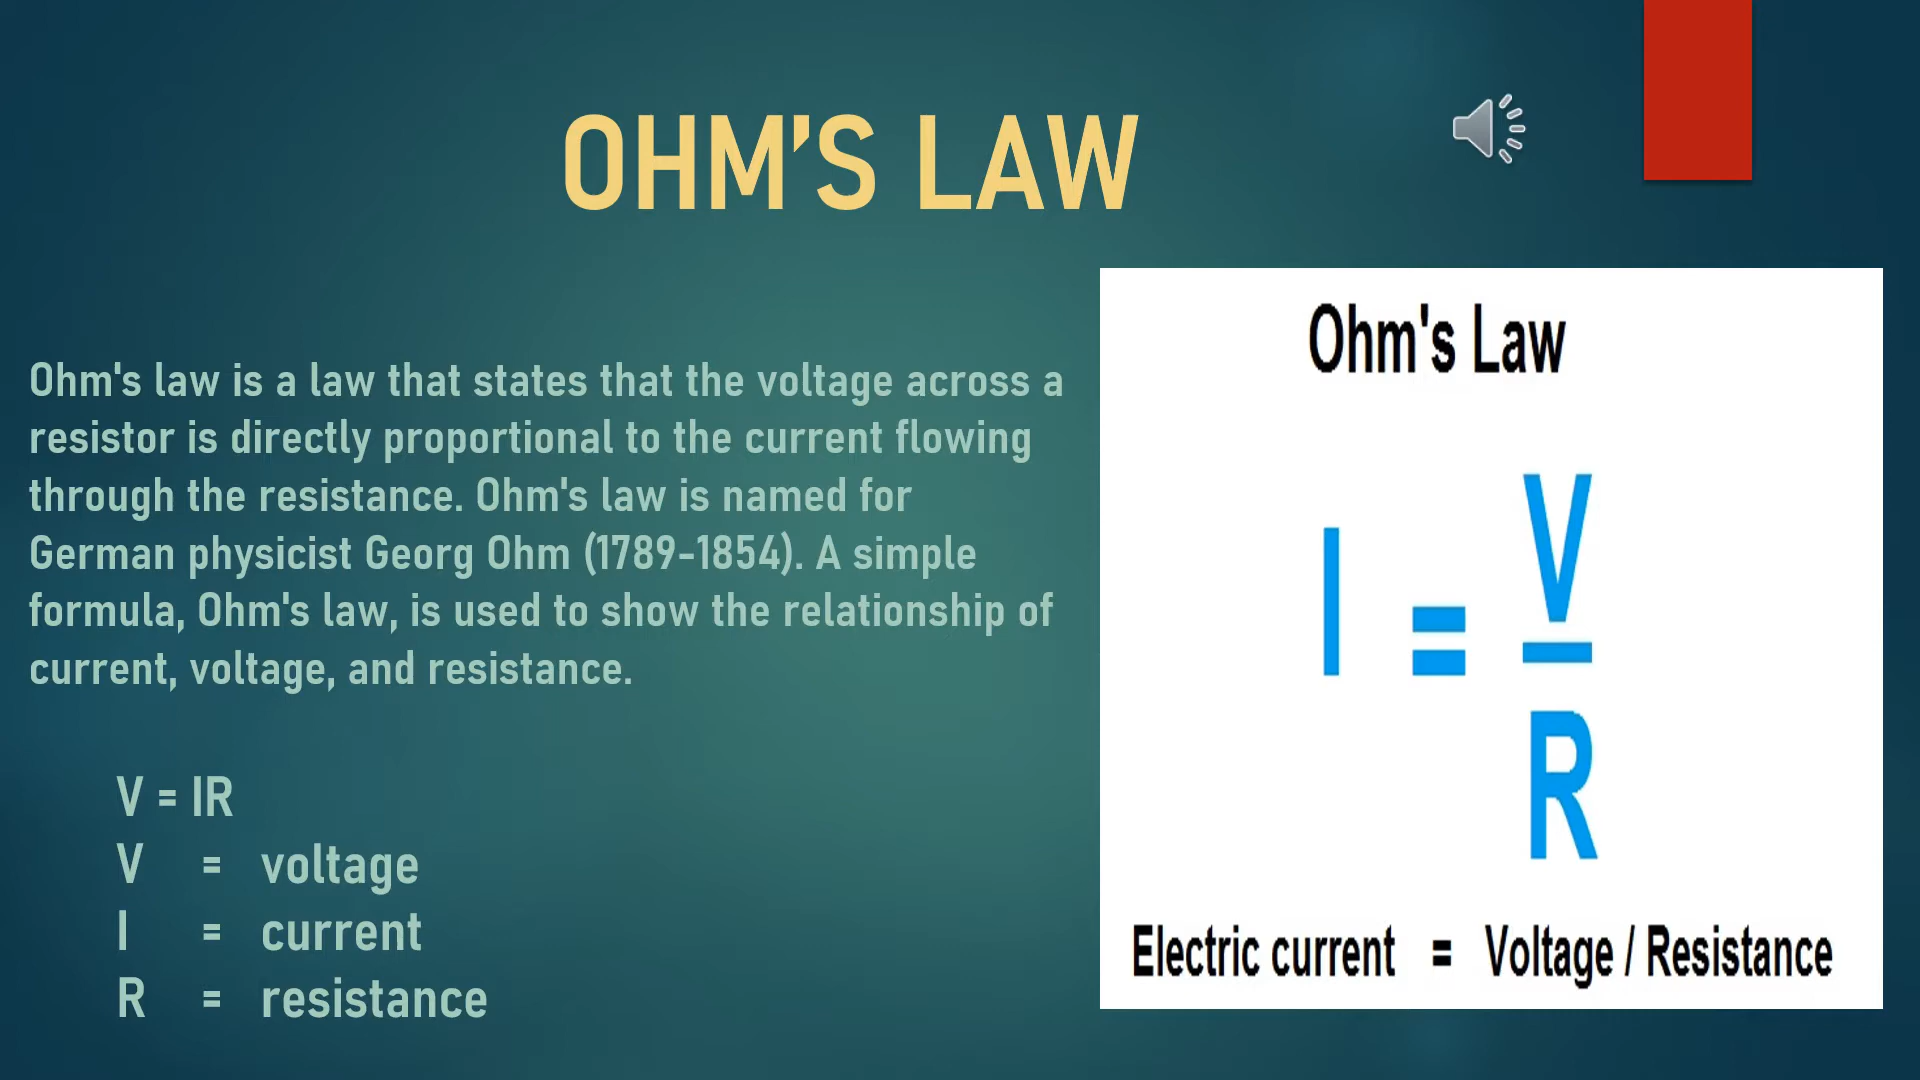 OHM’S LAW
Ohm's law is a law that states that the voltage across a
resistor is directly proportional to the current flowing
through the resistance. Ohm's law is named for
German physicist Georg Ohm (1789-1854). A simple
formula, Ohm's law, is used to show the relationship of
current, voltage, and resistance.
V = IR
V = voltage
I = current
R = resistance
Ohm's Law
V
I =
R
Electric current = Voltage / Resistance